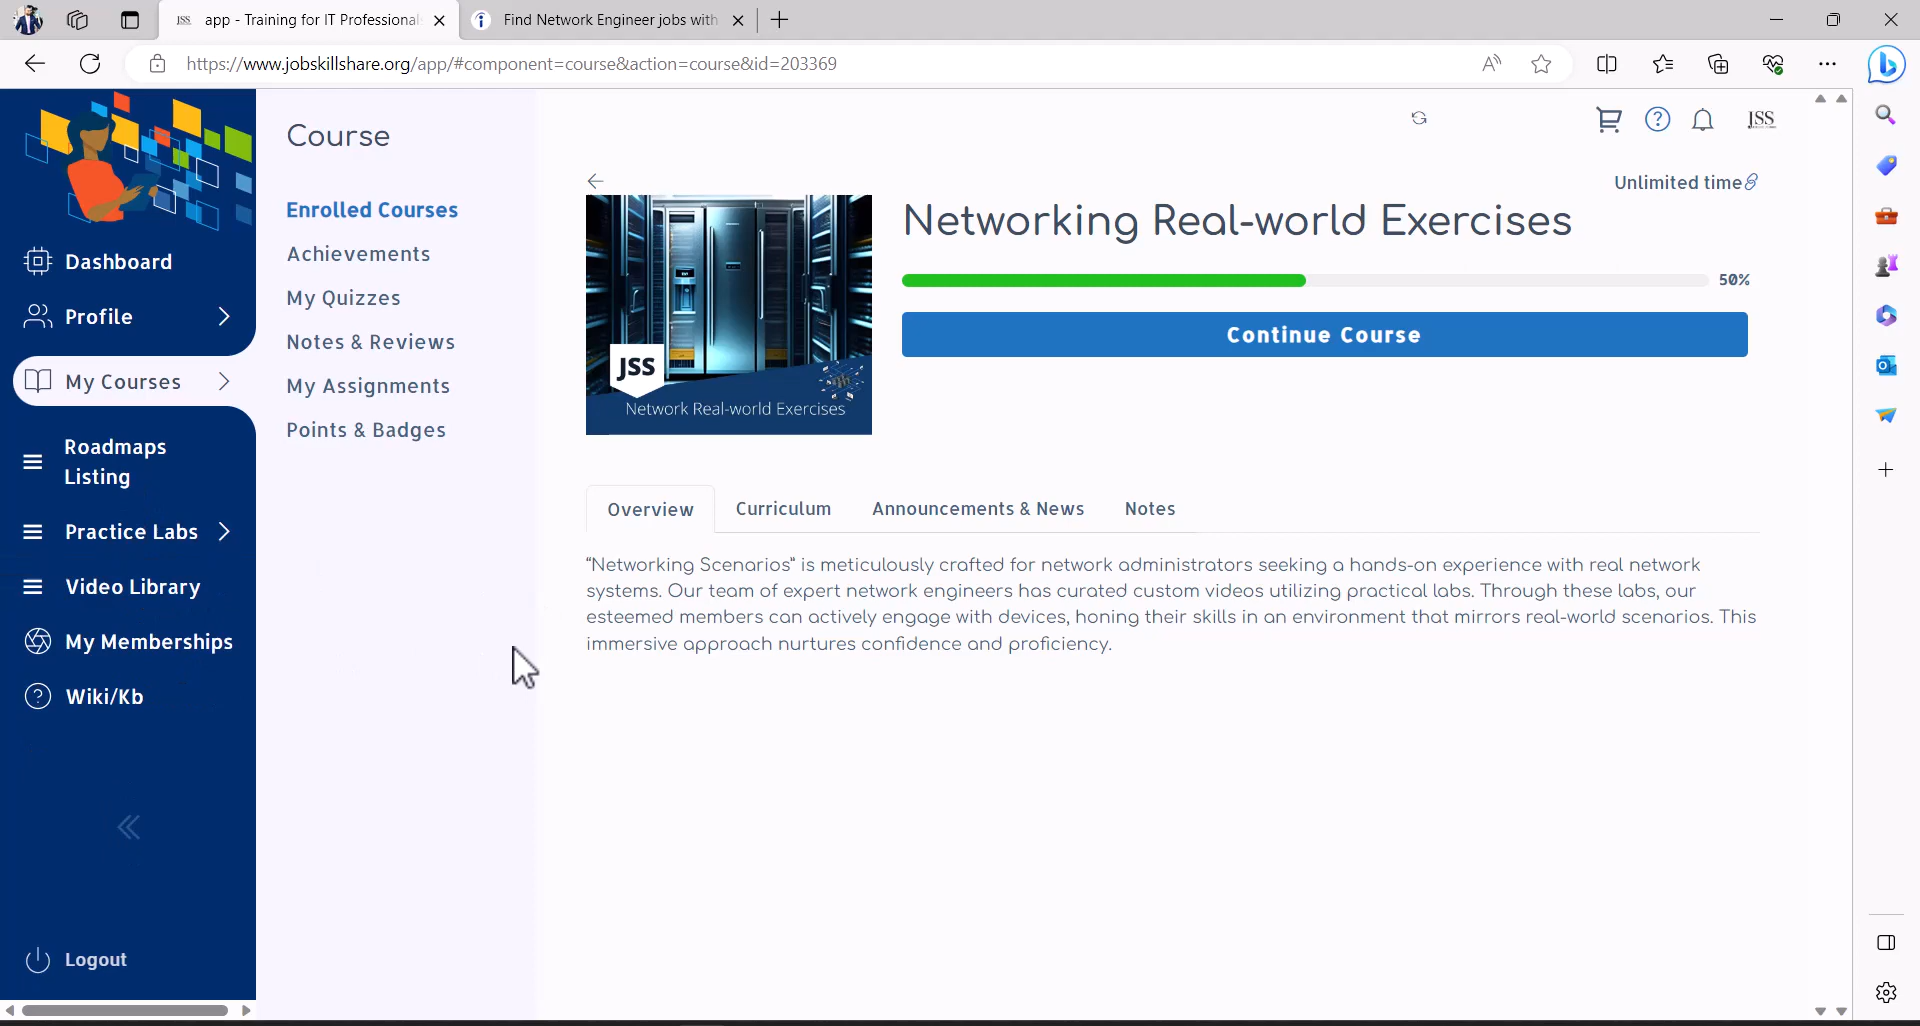 app - Training for IT Professional
Find Network Engineer jobs with
https://www.jobskillshare.org/app/#component=course&action=course&id=203369
Dashboard
Profile
My Courses
Roadmaps
Listing
Practice Labs
Video Library
My Memberships
Wiki/Kb
Logout
Course
Enrolled Courses
Achievements
My Quizzes
Notes & Reviews
My Assignments
Points & Badges
JSS
Unlimited time
Networking Real-world Exercises
50%
Continue Course
JSS
Network Real-world Exercises
Overview Curriculum Announcements & News Notes
“Networking Scenarios” is meticulously crafted for network administrators seeking a hands-on experience with real network
systems. Our team of expert network engineers has curated custom videos utilizing practical labs. Through these labs, our
esteemed members can actively engage with devices, honing their skills in an environment that mirrors real-world scenarios. This
immersive approach nurtures confidence and proficiency.